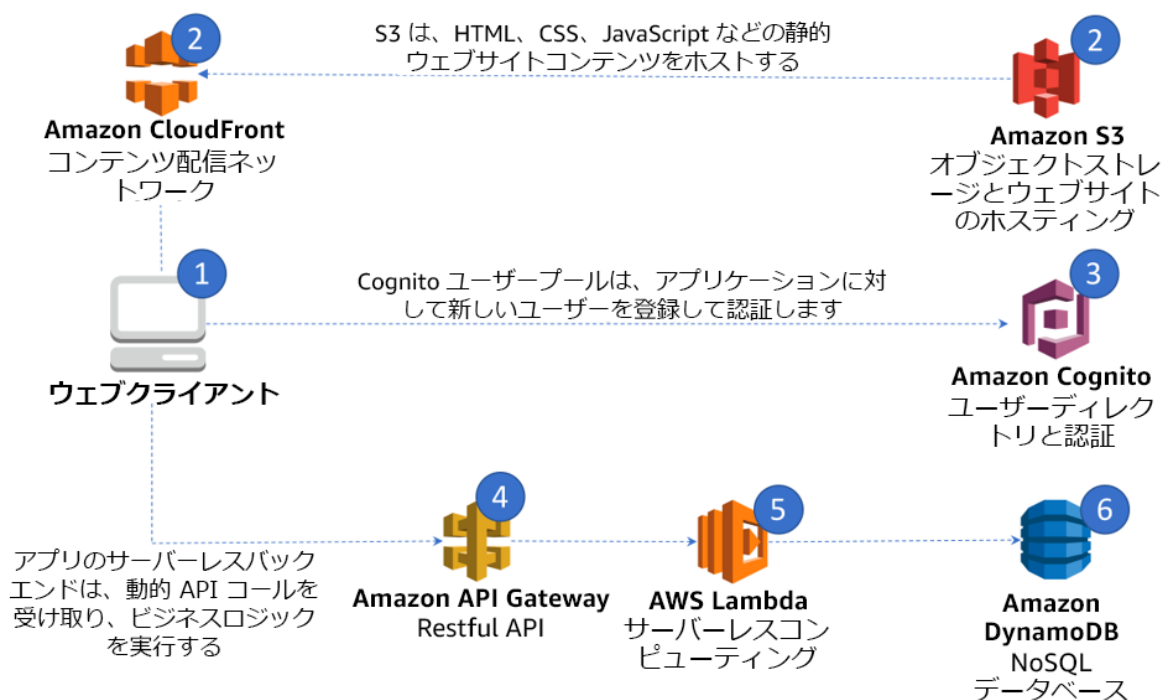 2
S3 は、HTML、CSS、JavaScript などの静的
ウェブサイトコンテンツをホストする
2
Amazon CloudFront
コンテンツ配信ネッ
トワーク
Amazon S3
オブジェクトストレ
ージとウェブサイト
のホスティング
1
ウェブクライアント
Cognito ユーザープールは、アプリケーションに対
して新しいユーザーを登録して認証します
3
Amazon Cognito
ユーザーディレク
トリと認証
アプリのサーバーレスバック
エンドは、動的 API コールを
受け取り、ビジネスロジック
を実行する
4
Amazon API Gateway
Restful API
5
AWS Lambda
サーバーレスコン
ピューティング
6
Amazon
DynamoDB
NoSQL
データベース